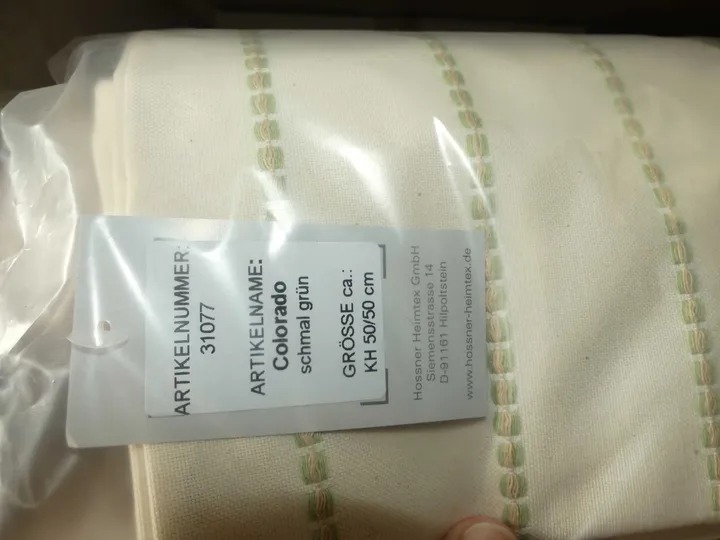 ARTIKELNUMMER:
31077
ARTIKELNAME:
Colorado
schmal grün
GRÖSSE ca.:
KH 50/50 cm
Hossner Heimtex GmbH
Siemensstrasse 14
D-91161 Hilpoltstein
www.hossner-heimtex.de